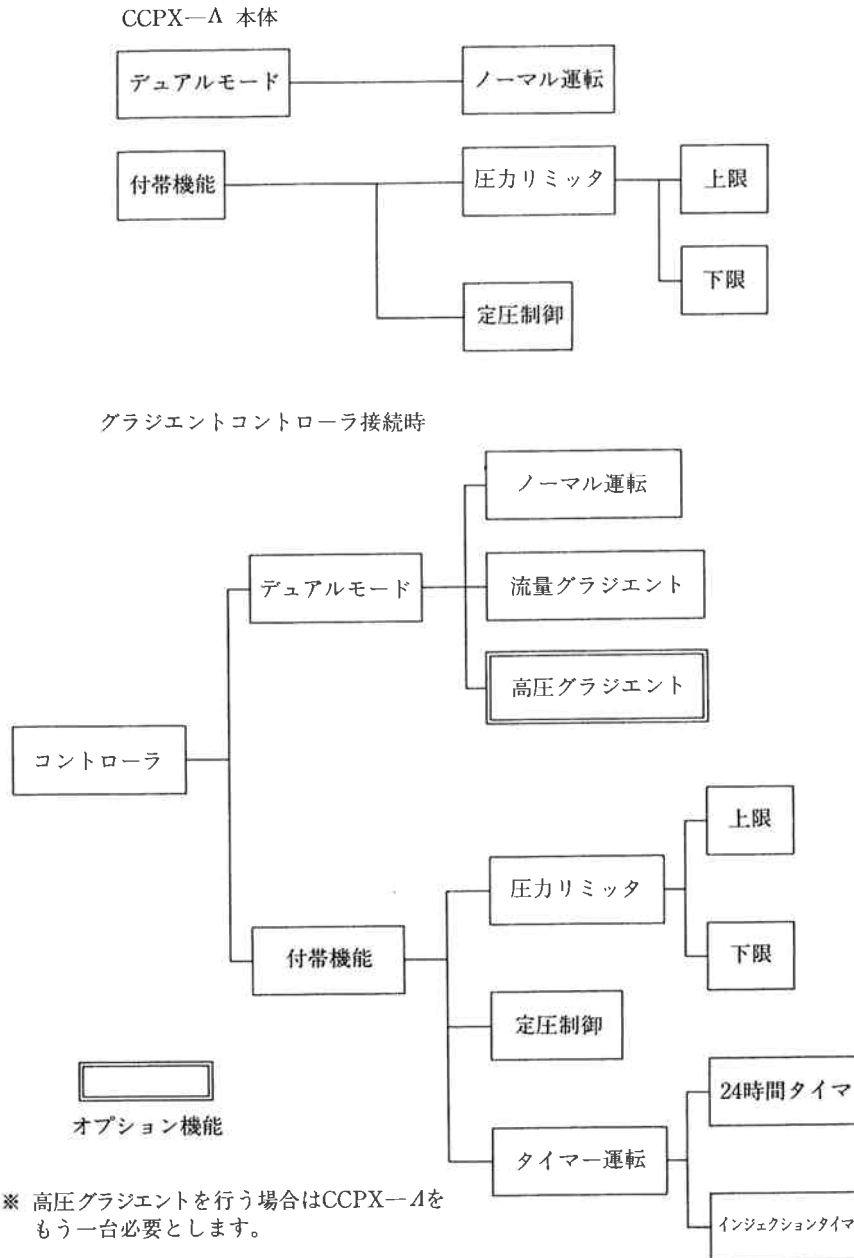 CCPX—Λ 本体
デュアルモード
ノーマル運転
付帯機能
圧力リミッタ
上限
下限
定圧制御
グラジエントコントローラ接続時
ノーマル運転
デュアルモード
流量グラジエント
高圧グラジエント
コントローラ
上限
圧力リミッタ
付帯機能
下限
定圧制御
24時間タイマ
オプション機能
タイマー運転
インジェクションタイマ
※ 高圧グラジエントを行う場合はCCPX—Λを
もう一台必要とします。